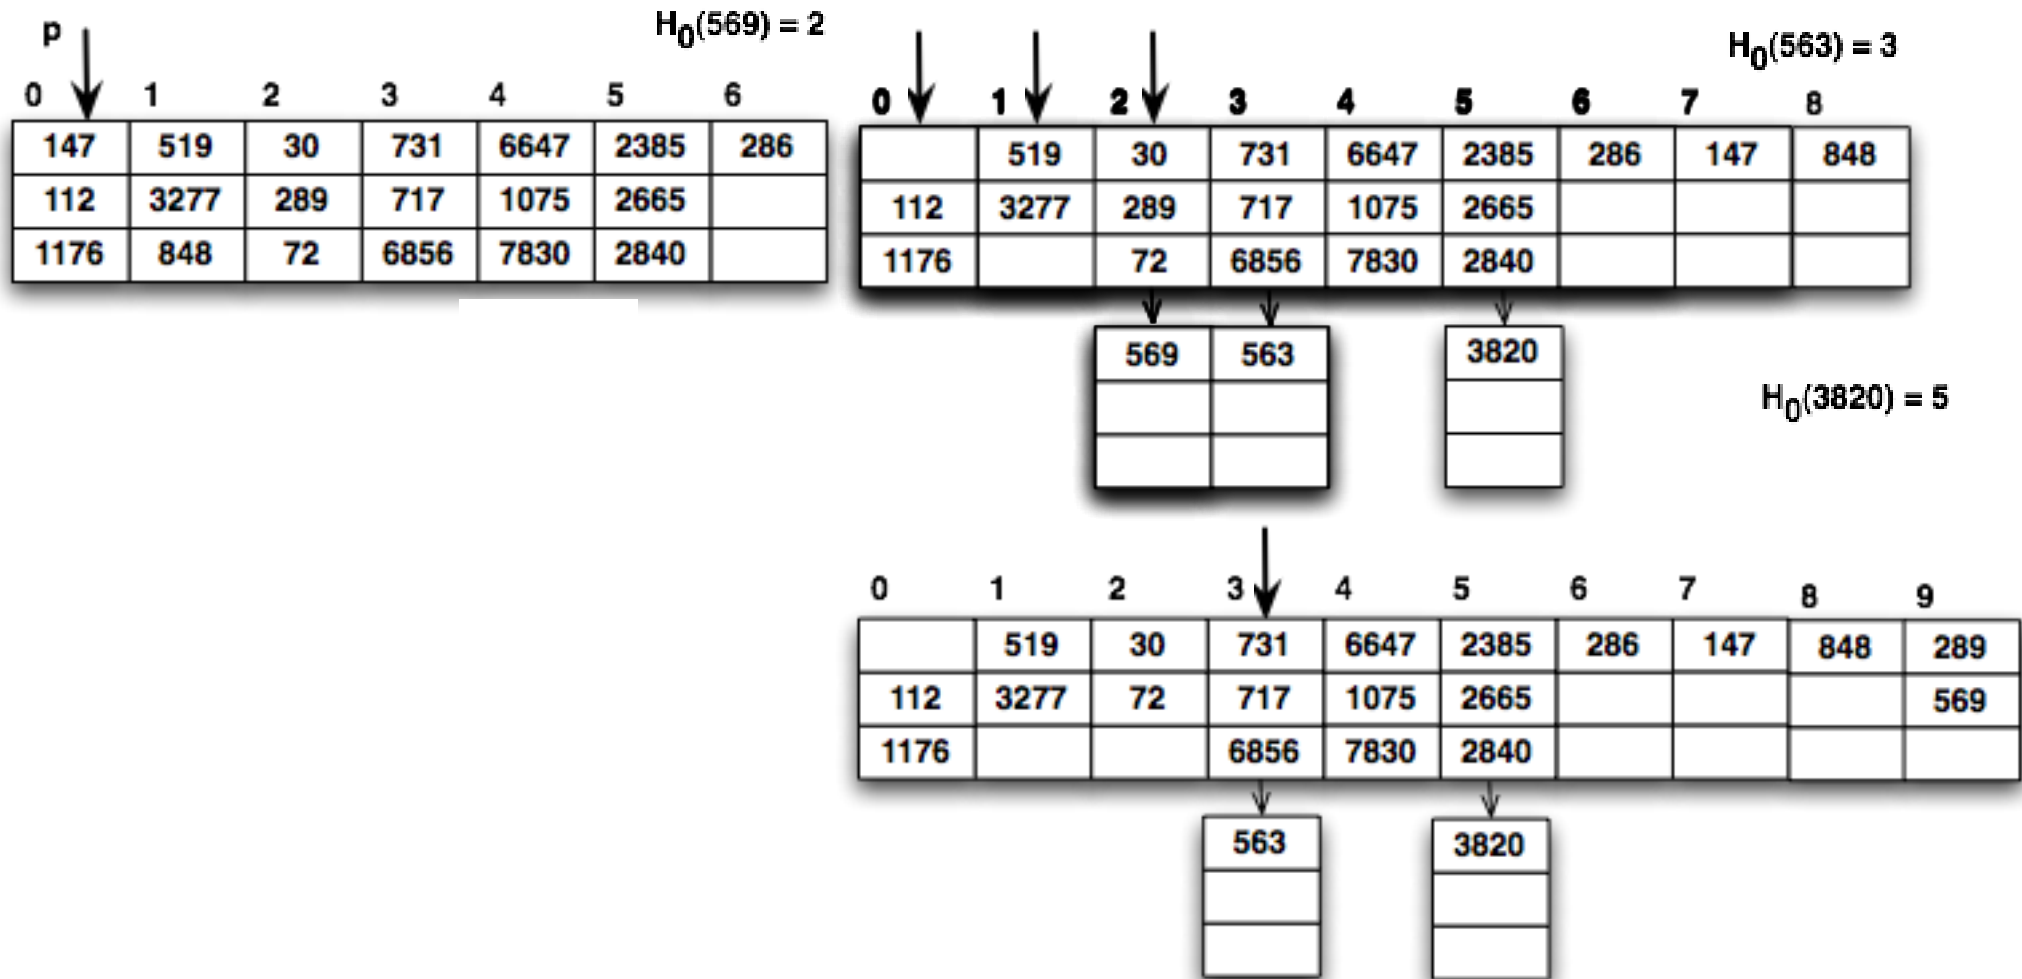 p
H0(569) = 2
0 1 2 3 4 5 6
147 519 30 731 6647 2385 286
112 3277 289 717 1075 2665
1176 848 72 6856 7830 2840
H0(563) = 3
0 1 2 3 4 5 6 7 8
519 30 731 6647 2385 286 147 848
112 3277 289 717 1075 2665
1176 72 6856 7830 2840
569 563 3820
H0(3820) = 5
0 1 2 3 4 5 6 7 8 9
519 30 731 6647 2385 286 147 848 289
112 3277 72 717 1075 2665 569
1176 6856 7830 2840
563 3820